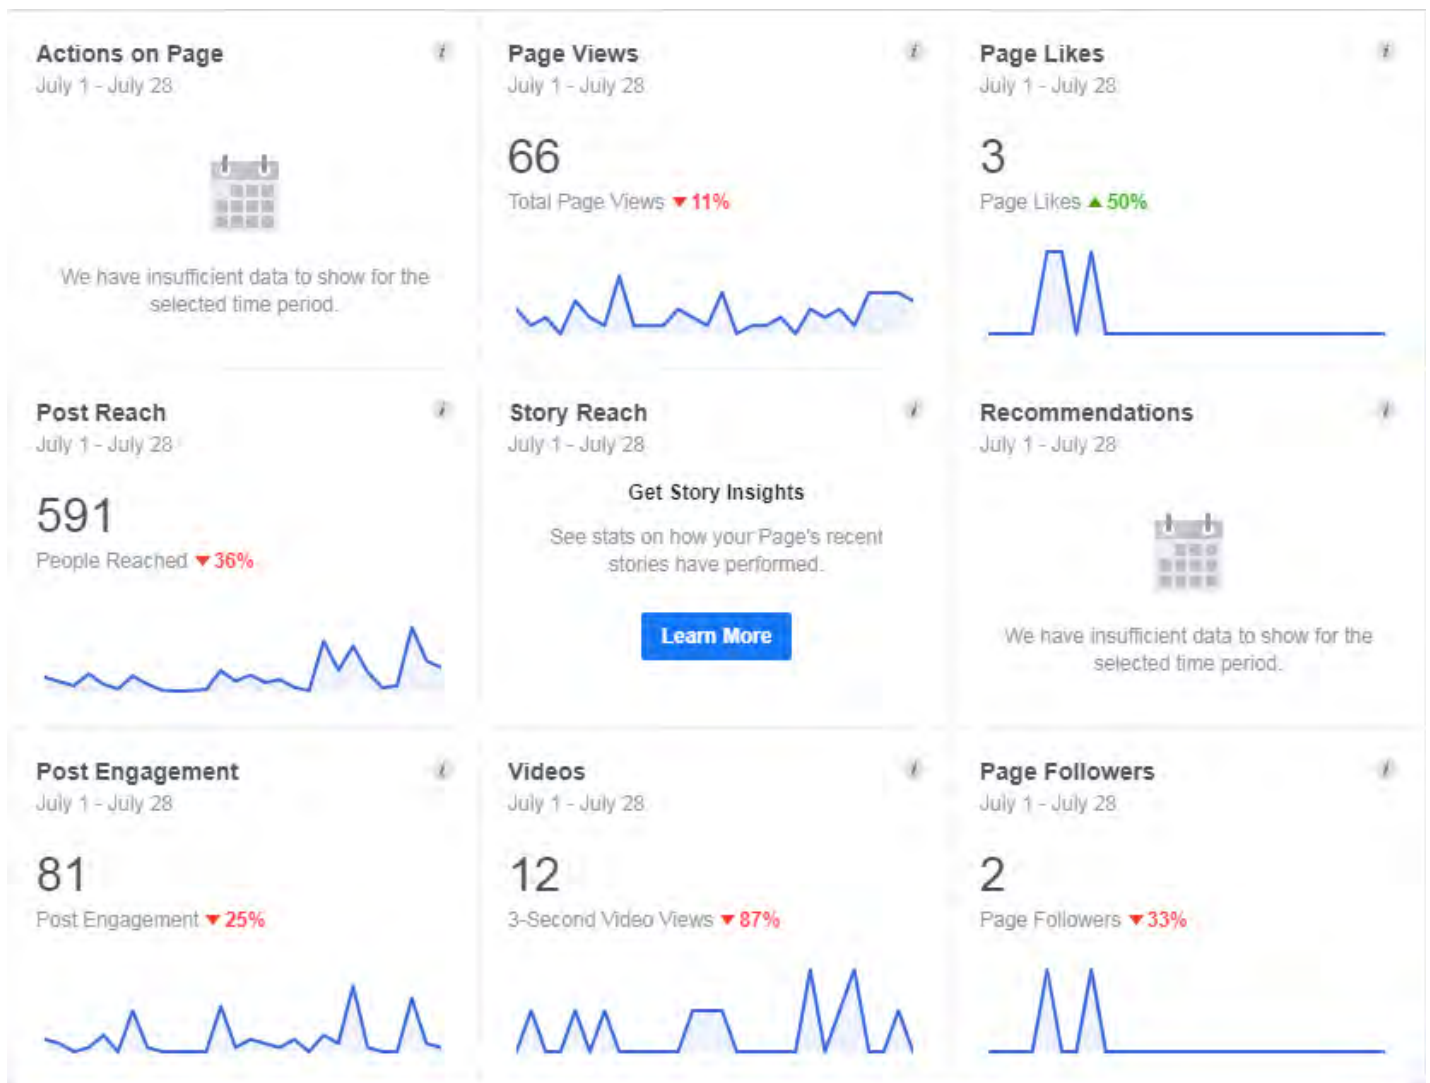 Actions on Page
July 1 - July 28
We have insufficient data to show for the
selected time period.
Page Views
July 1 - July 28
66
Total Page Views ▼ 11%
Page Likes
July 1 - July 28
3
Page Likes ▲ 50%
Post Reach
July 1 - July 28
591
People Reached ▼ 36%
Story Reach
July 1 - July 28
Get Story Insights
See stats on how your Page's recent
stories have performed.
Learn More
Recommendations
July 1 - July 28
We have insufficient data to show for the
selected time period.
Post Engagement
July 1 - July 28
81
Post Engagement ▼ 25%
Videos
July 1 - July 28
12
3-Second Video Views ▼ 87%
Page Followers
July 1 - July 28
2
Page Followers ▼ 33%